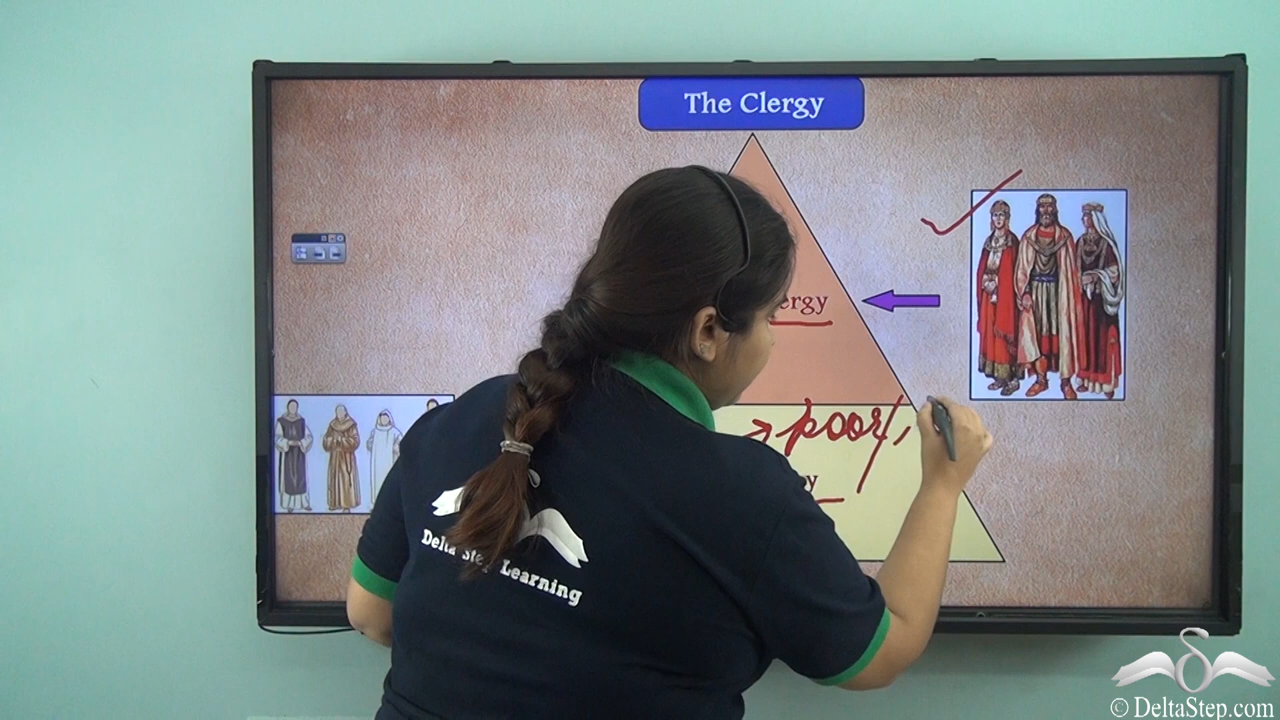 The Clergy
ergy
→ poor/,
y
Delta Step Learning
© DeltaStep.com